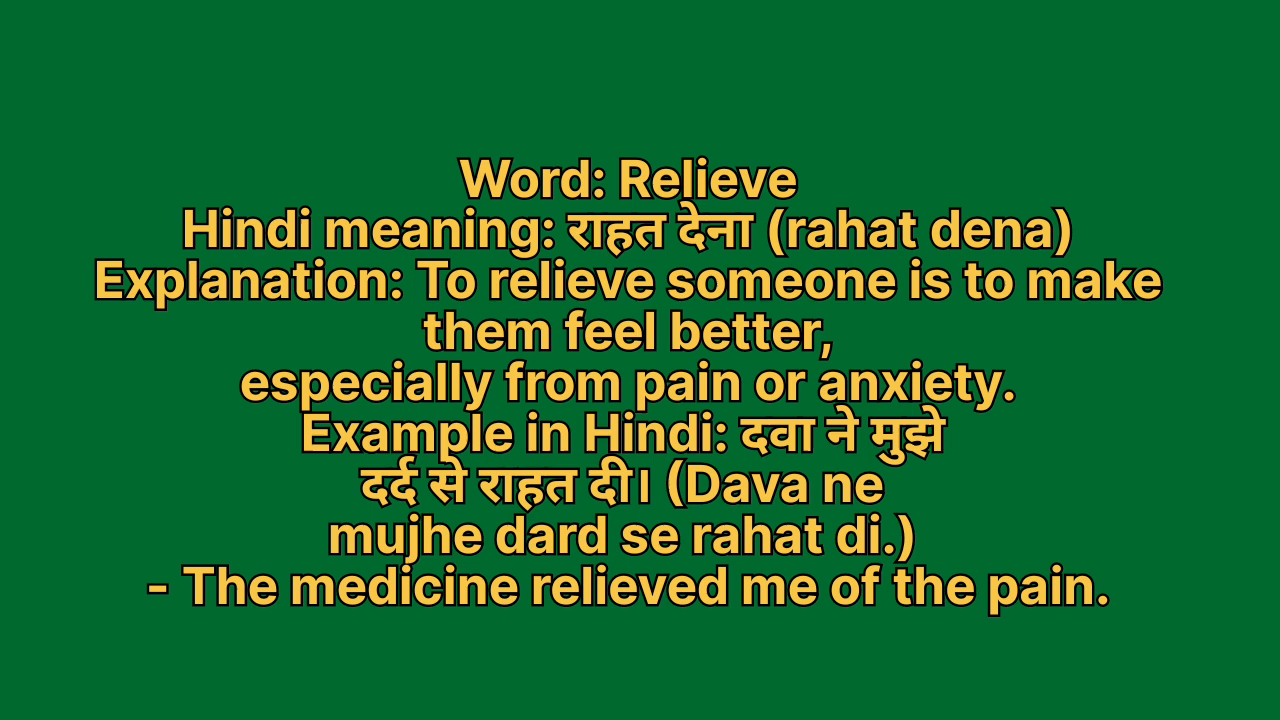 Word: Relieve
Hindi meaning: राहत देना (rahat dena)
Explanation: To relieve someone is to make
them feel better,
especially from pain or anxiety.
Example in Hindi: दवा ने मुझे
दर्द से राहत दी। (Dava ne
mujhe dard se rahat di.)
- The medicine relieved me of the pain.